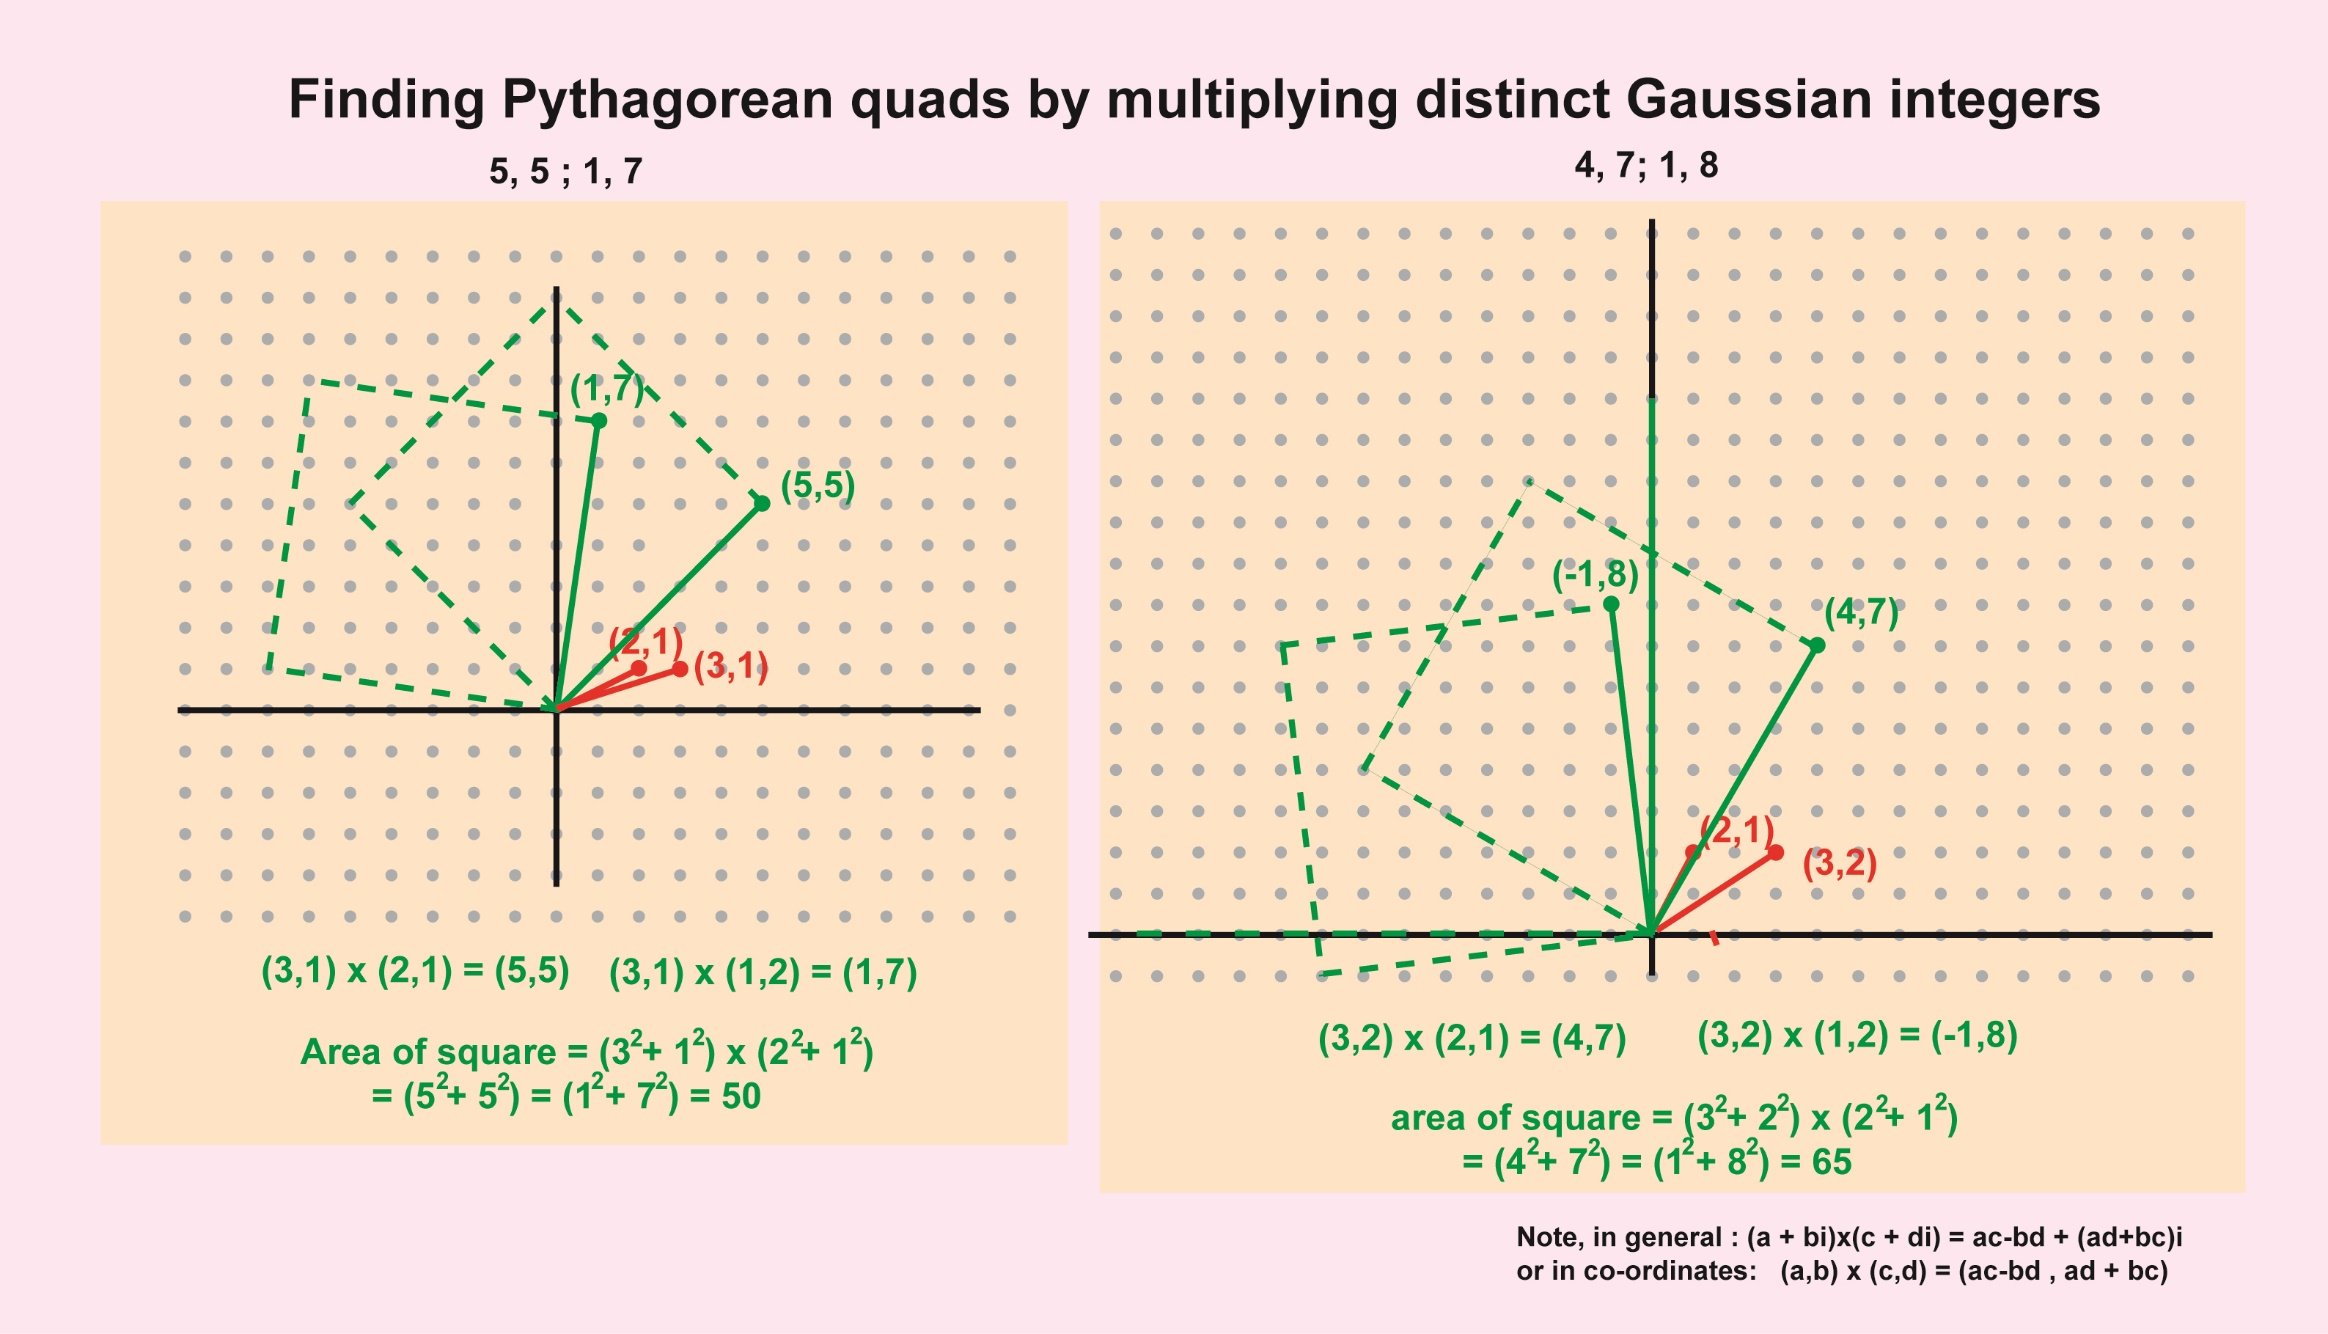 Finding Pythagorean quads by multiplying distinct Gaussian integers
5, 5 ; 1, 7
4, 7; 1, 8
(1,7)
(5,5)
(2,1)
(3,1)
(3,1) x (2,1) = (5,5) (3,1) x (1,2) = (1,7)
Area of square = (3²+ 1²) x (2²+ 1²)
= (5²+ 5²) = (1²+ 7²) = 50
(-1,8)
(4,7)
(2,1)
(3,2)
(3,2) x (2,1) = (4,7) (3,2) x (1,2) = (-1,8)
area of square = (3²+ 2²) x (2²+ 1²)
= (4²+ 7²) = (1²+ 8²) = 65
Note, in general : (a + bi)x(c + di) = ac-bd + (ad+bc)i
or in co-ordinates: (a,b) x (c,d) = (ac-bd , ad + bc)